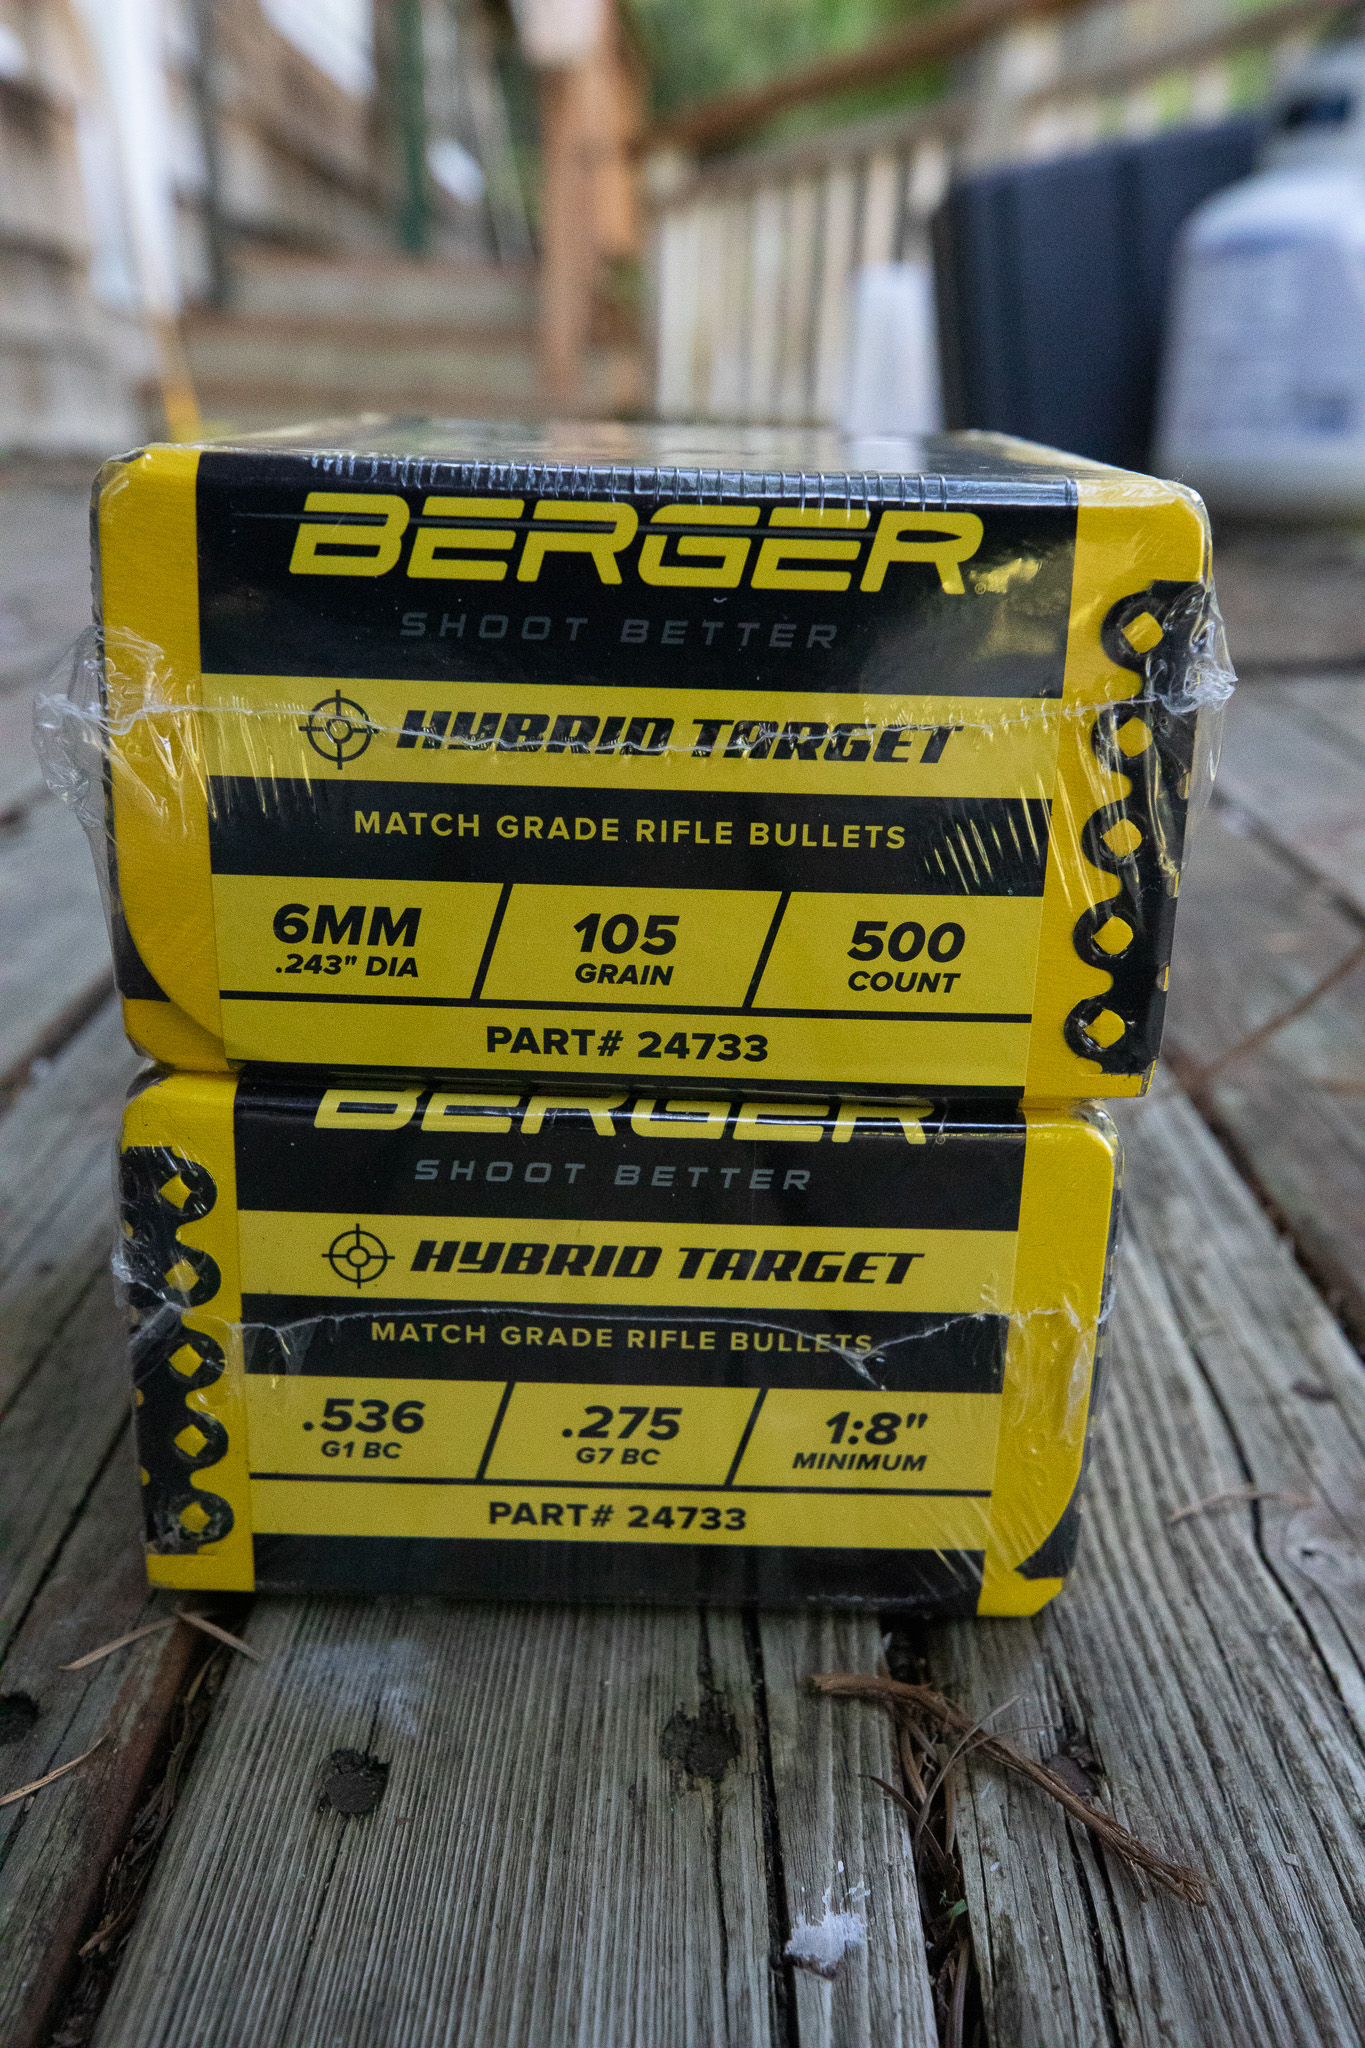 BERGER
SHOOT BETTER
HYBRID TARGET
MATCH GRADE RIFLE BULLETS
6MM 105 500
.243" DIA GRAIN COUNT
PART# 24733
BERGER
SHOOT BETTER
HYBRID TARGET
MATCH GRADE RIFLE BULLETS
.536 .275 1:8"
G1 BC G7 BC MINIMUM
PART# 24733